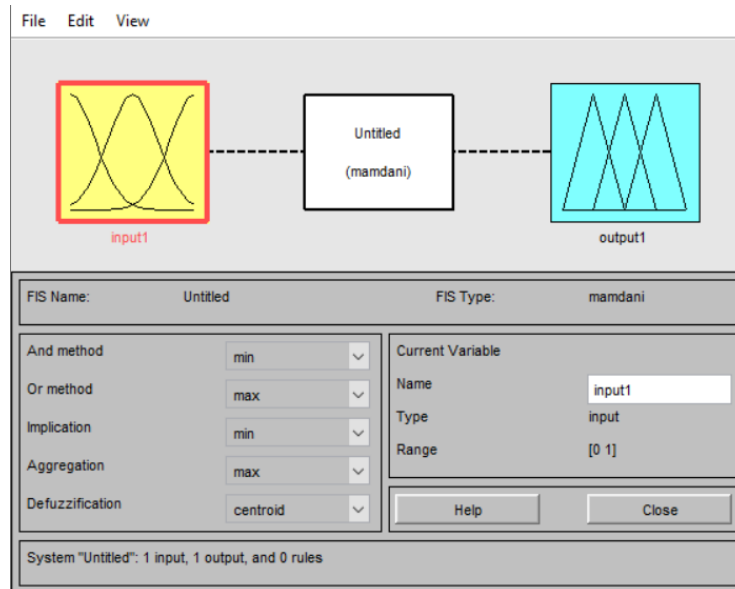 File Edit View
Untitled
(mamdani)
input1
output1
FIS Name: Untitled FIS Type: mamdani
And method min
Or method max
Implication min
Aggregation max
Defuzzification centroid
Current Variable
Name input1
Type input
Range [0 1]
Help Close
System "Untitled": 1 input, 1 output, and 0 rules